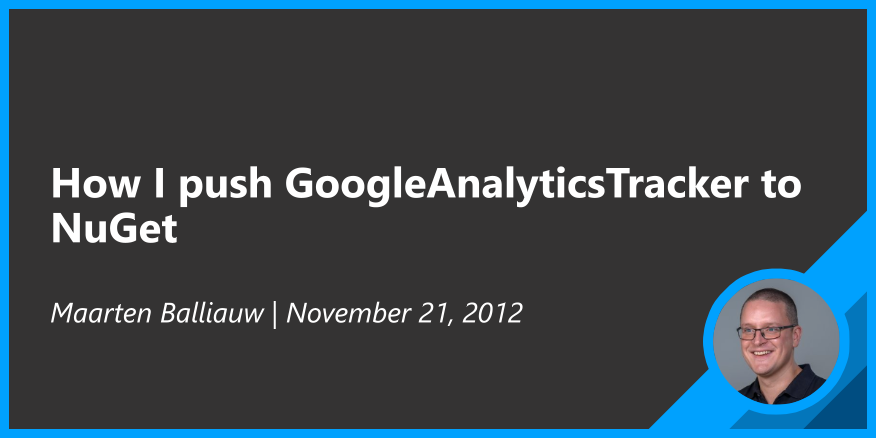 How I push GoogleAnalyticsTracker to
NuGet
Maarten Balliauw | November 21, 2012